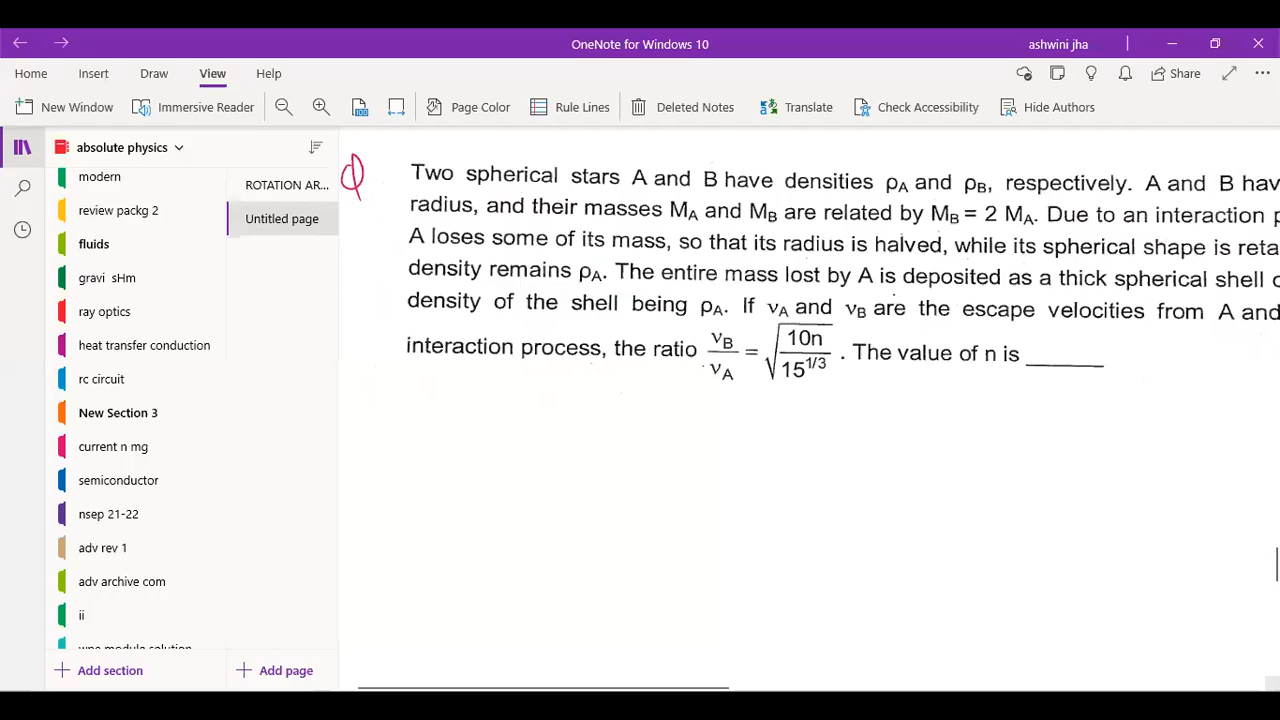 OneNote for Windows 10
ashwini jha
Home Insert Draw View Help
Share
New Window Immersive Reader Page Color Rule Lines Deleted Notes Translate Check Accessibility Hide Authors
absolute physics
modern
review packg 2
fluids
gravi sHm
ray optics
heat transfer conduction
rc circuit
New Section 3
current n mg
semiconductor
nsep 21-22
adv rev 1
adv archive com
ii
wpe module solution
Add section
ROTATION AR...
Untitled page
Add page
Q
Two spherical stars A and B have densities ρA and ρB, respectively. A and B hav
radius, and their masses MA and MB are related by MB = 2 MA. Due to an interaction p
A loses some of its mass, so that its radius is halved, while its spherical shape is reta
density remains ρA. The entire mass lost by A is deposited as a thick spherical shell o
density of the shell being ρA. If vA and vB are the escape velocities from A and
interaction process, the ratio vB/vA = √(10n/15^1/3). The value of n is ______